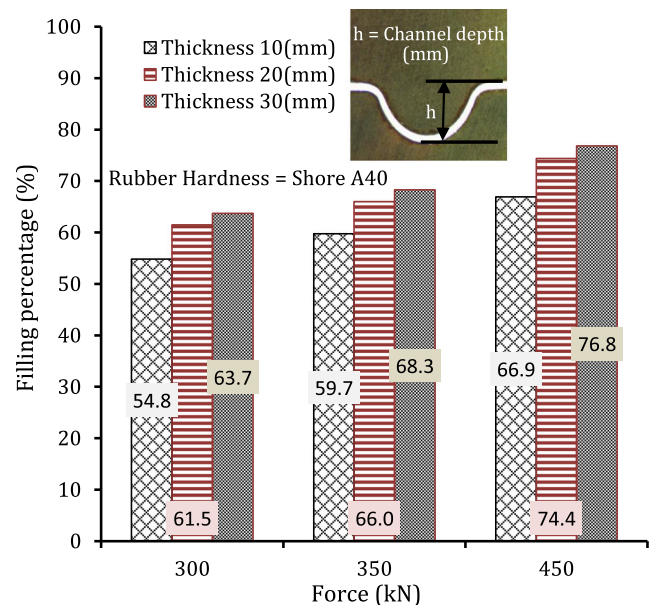 100
90
80
70
60
50
40
30
20
10
0
Filling percentage (%)
Thickness 10(mm)
Thickness 20(mm)
Thickness 30(mm)
h = Channel depth
(mm)
h
Rubber Hardness = Shore A40
54.8
61.5
63.7
59.7
66.0
68.3
66.9
74.4
76.8
300
350
450
Force (kN)